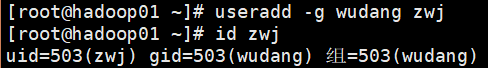 [root@hadoop01 ~]# useradd -g wudang zwj
[root@hadoop01 ~]# id zwj
uid=503(zwj) gid=503(wudang) 组=503(wudang)